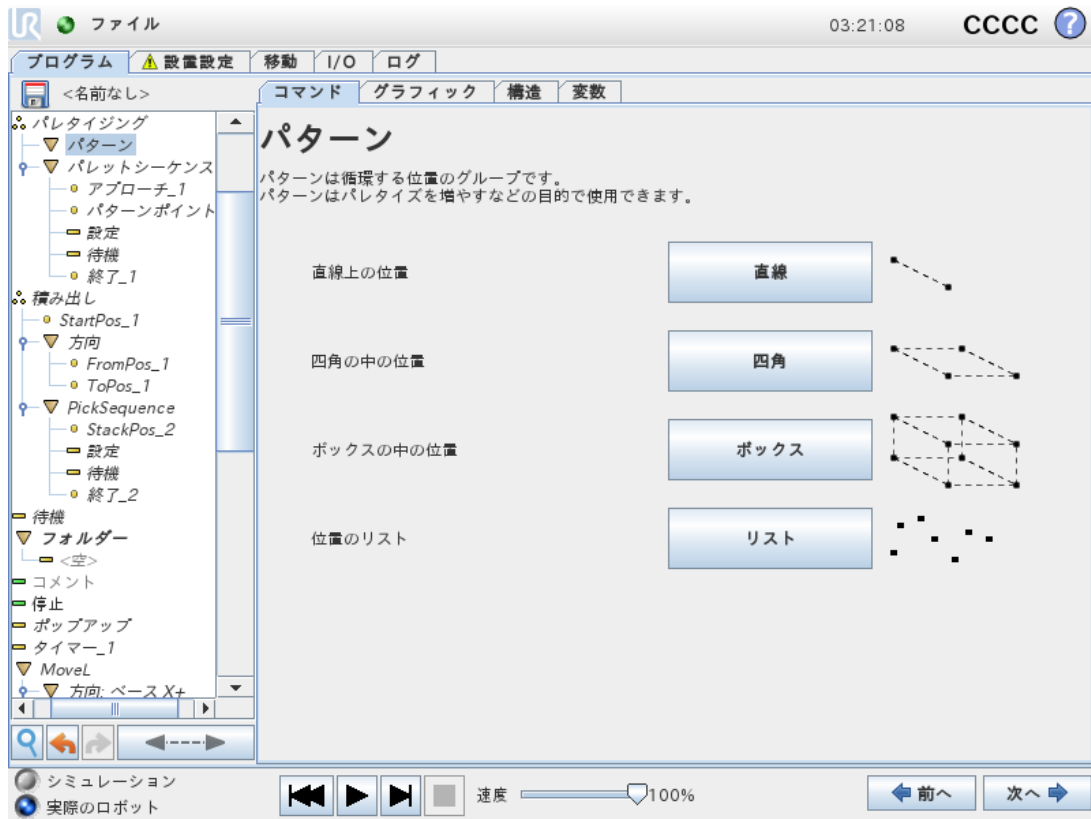 UR ファイル 03:21:08 CCCC ?
プログラム 設置設定 移動 I/O ログ
<名前なし>
コマンド グラフィック 構造 変数
パレタイジング
パターン
パレットシーケンス
アプローチ_1
パターンポイント
設定
待機
終了_1
積み出し
StartPos_1
方向
FromPos_1
ToPos_1
PickSequence
StackPos_2
設定
待機
終了_2
待機
フォルダー
<空>
コメント
停止
ポップアップ
タイマー_1
MoveL
方向: ベース X+
パターン
パターンは循環する位置のグループです。
パターンはパレタイズを増やすなどの目的で使用できます。
直線上の位置 直線
四角の中の位置 四角
ボックスの中の位置 ボックス
位置のリスト リスト
シミュレーション
実際のロボット
速度 100%
前へ 次へ